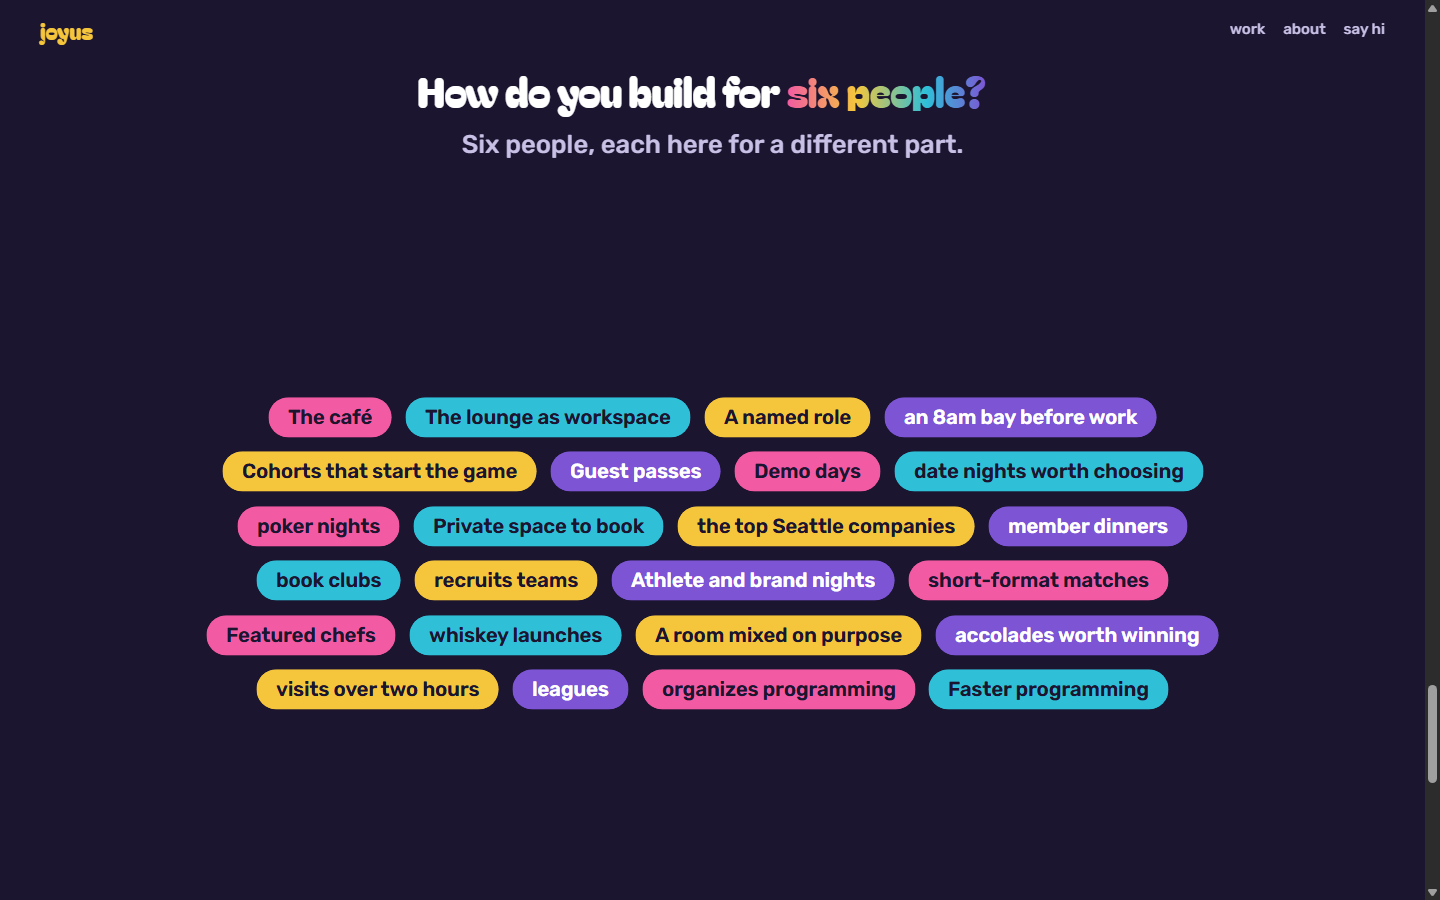 joyus
work about say hi
How do you build for six people?
Six people, each here for a different part.
The café The lounge as workspace A named role an 8am bay before work
Cohorts that start the game Guest passes Demo days date nights worth choosing
poker nights Private space to book the top Seattle companies member dinners
book clubs recruits teams Athlete and brand nights short-format matches
Featured chefs whiskey launches A room mixed on purpose accolades worth winning
visits over two hours leagues organizes programming Faster programming